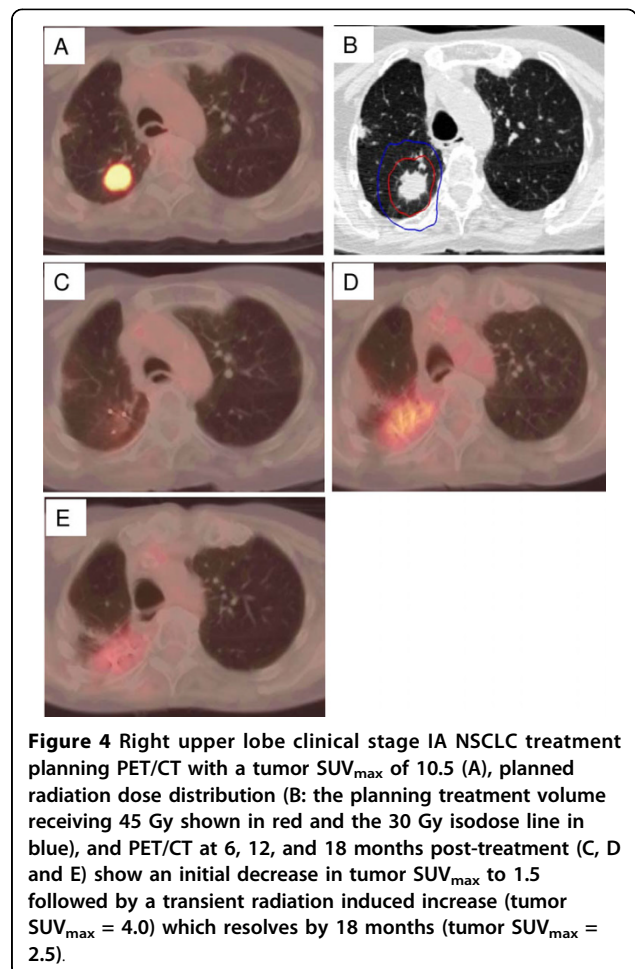 A
B
C
D
E
Figure 4 Right upper lobe clinical stage IA NSCLC treatment
planning PET/CT with a tumor SUVmax of 10.5 (A), planned
radiation dose distribution (B: the planning treatment volume
receiving 45 Gy shown in red and the 30 Gy isodose line in
blue), and PET/CT at 6, 12, and 18 months post-treatment (C, D
and E) show an initial decrease in tumor SUVmax to 1.5
followed by a transient radiation induced increase (tumor
SUVmax = 4.0) which resolves by 18 months (tumor SUVmax =
2.5).